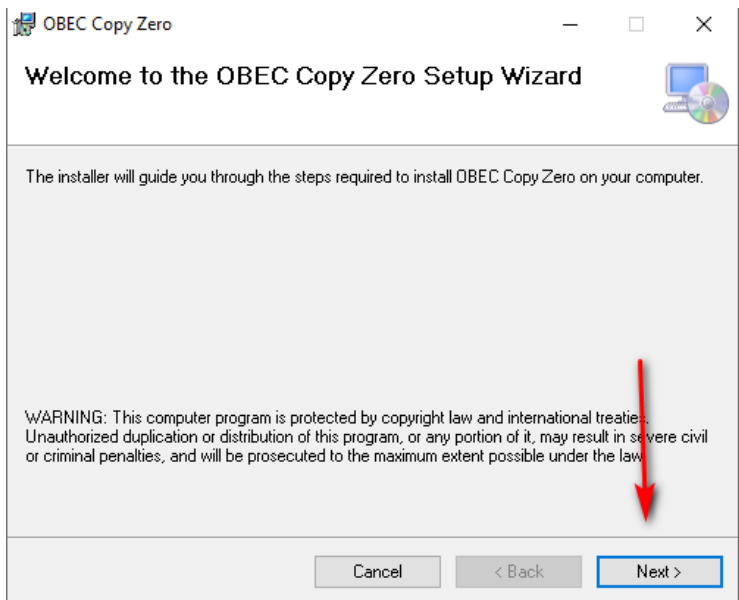 OBEC Copy Zero
Welcome to the OBEC Copy Zero Setup Wizard
The installer will guide you through the steps required to install OBEC Copy Zero on your computer.
WARNING: This computer program is protected by copyright law and international treaties.
Unauthorized duplication or distribution of this program, or any portion of it, may result in severe civil
or criminal penalties, and will be prosecuted to the maximum extent possible under the law.
Cancel
< Back
Next >